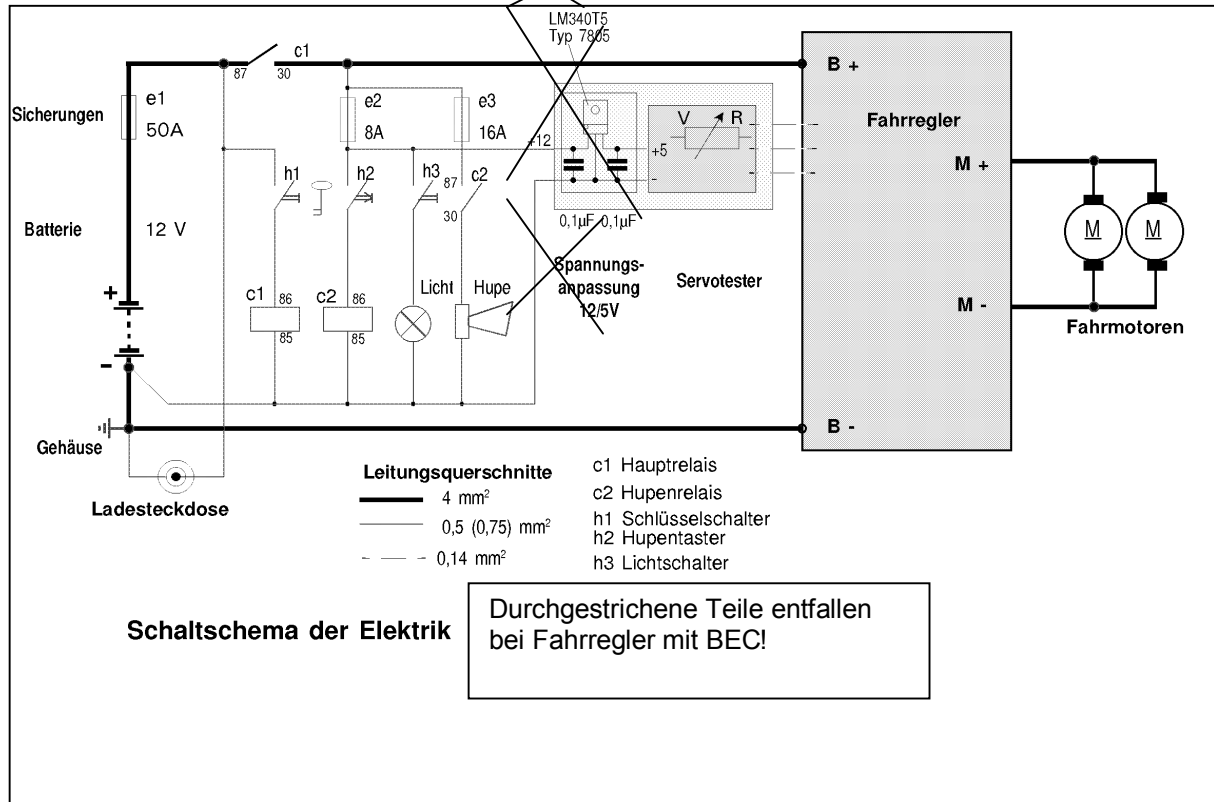 LM340T5
Typ 7805
c1
87 30
B +
Sicherungen
e1
50A
e2
8A
e3
16A
+12
+5
-
V R
Fahrregler
M +
h1
h2
h3
87
c2
30
0,1µF 0,1µF
M M
Batterie
12 V
Spannungs-
anpassung
12/5V
Servotester
Licht Hupe
+
-
c1
86
85
c2
86
85
M -
Fahrmotoren
Gehäuse
B -
Ladesteckdose
Leitungsquerschnitte
4 mm²
0,5 (0,75) mm²
0,14 mm²
c1 Hauptrelais
c2 Hupenrelais
h1 Schlüsselschalter
h2 Hupentaster
h3 Lichtschalter
Schaltschema der Elektrik
Durchgestrichene Teile entfallen
bei Fahrregler mit BEC!